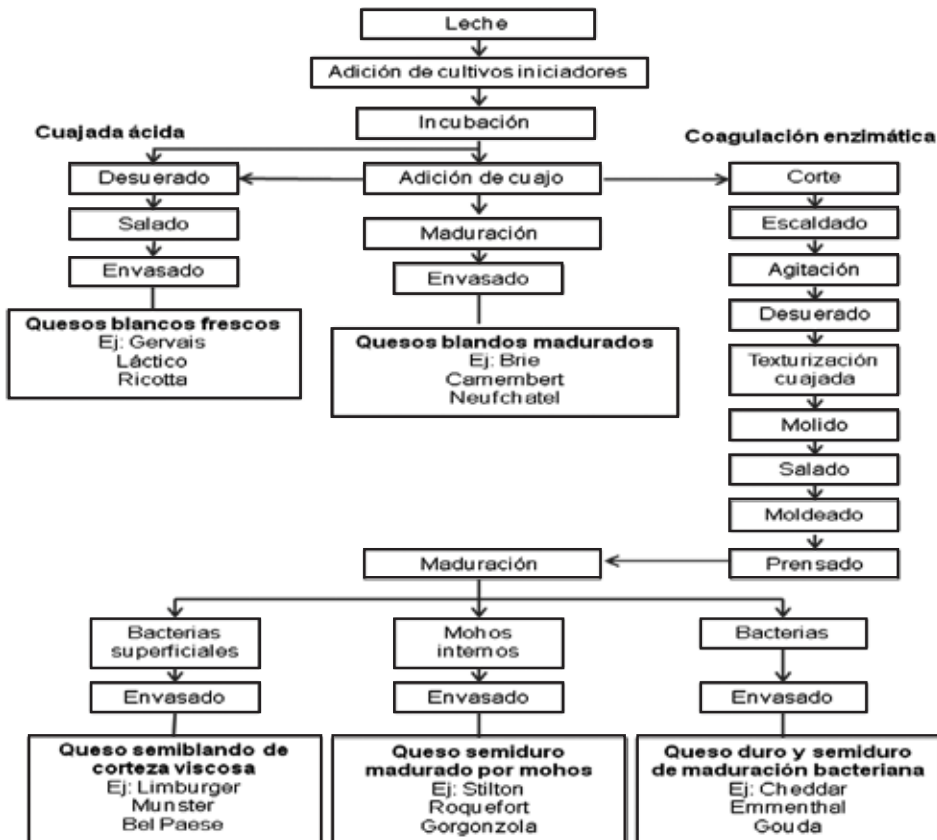 Leche
Adición de cultivos iniciadores
Incubación
Cuajada ácida
Desuerado
Salado
Envasado
Quesos blancos frescos
Ej: Gervais
Láctico
Ricotta
Adición de cuajo
Maduración
Envasado
Quesos blandos madurados
Ej: Brie
Camembert
Neufchatel
Coagulación enzimática
Corte
Escaldado
Agitación
Desuerado
Texturización
cuajada
Molido
Salado
Moldeado
Prensado
Maduración
Bacterias
superficiales
Envasado
Queso semiblando de
corteza viscosa
Ej: Limburger
Munster
Bel Paese
Mohos
internos
Envasado
Queso semiduro
madurado por mohos
Ej: Stilton
Roquefort
Gorgonzola
Bacterias
Envasado
Queso duro y semiduro
de maduración bacteriana
Ej: Cheddar
Emmenthal
Gouda